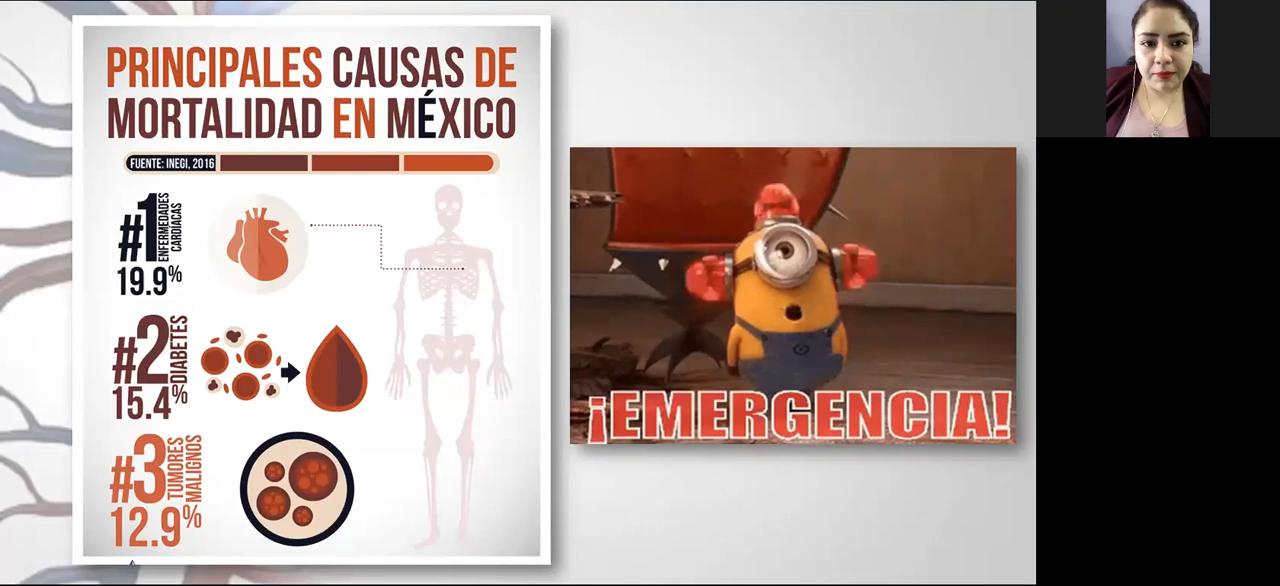 PRINCIPALES CAUSAS DE
MORTALIDAD EN MÉXICO
FUENTE: INEGI, 2016
#1
ENFERMEDADES
CARDÍACAS
19.9%
#2
DIABETES
15.4%
#3
TUMORES
MALIGNOS
12.9%
¡EMERGENCIA!